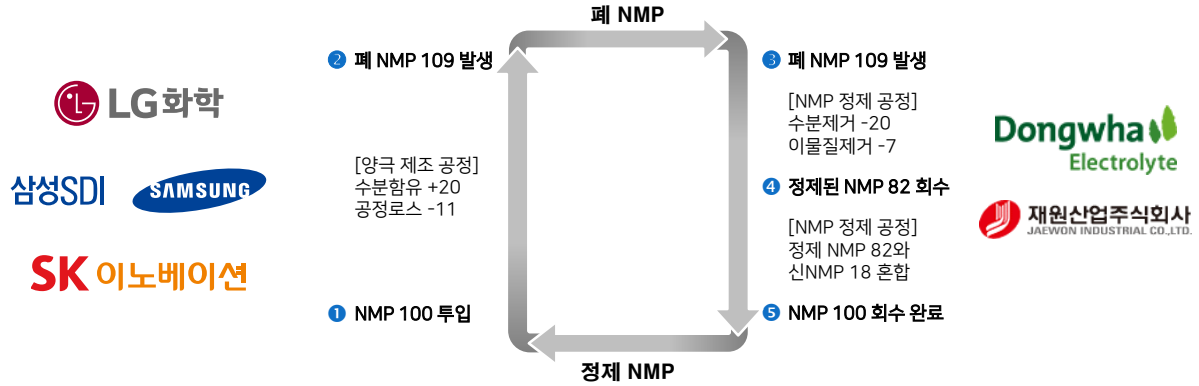 폐 NMP
❷ 폐 NMP 109 발생
[양극 제조 공정]
수분함유 +20
공정로스 -11
❶ NMP 100 투입
❸ 폐 NMP 109 발생
[NMP 정제 공정]
수분제거 -20
이물질제거 -7
❹ 정제된 NMP 82 회수
[NMP 정제 공정]
정제 NMP 82와
신NMP 18 혼합
❺ NMP 100 회수 완료
정제 NMP
LG화학
삼성SDI SAMSUNG
SK 이노베이션
Dongwha
Electrolyte
재원산업주식회사
JAEWON INDUSTRIAL CO.,LTD.